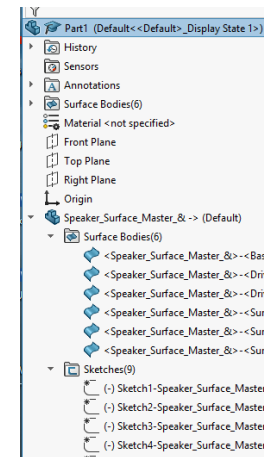 Part1 (Default<<Default>_Display State 1>)
History
Sensors
Annotations
Surface Bodies(6)
Material <not specified>
Front Plane
Top Plane
Right Plane
Origin
Speaker_Surface_Master_& -> (Default)
Surface Bodies(6)
<Speaker_Surface_Master_&>-<Bas
<Speaker_Surface_Master_&>-<Dri
<Speaker_Surface_Master_&>-<Dri
<Speaker_Surface_Master_&>-<Sur
<Speaker_Surface_Master_&>-<Sur
<Speaker_Surface_Master_&>-<Sur
Sketches(9)
(-) Sketch1-Speaker_Surface_Master
(-) Sketch2-Speaker_Surface_Master
(-) Sketch3-Speaker_Surface_Master
(-) Sketch4-Speaker_Surface_Master